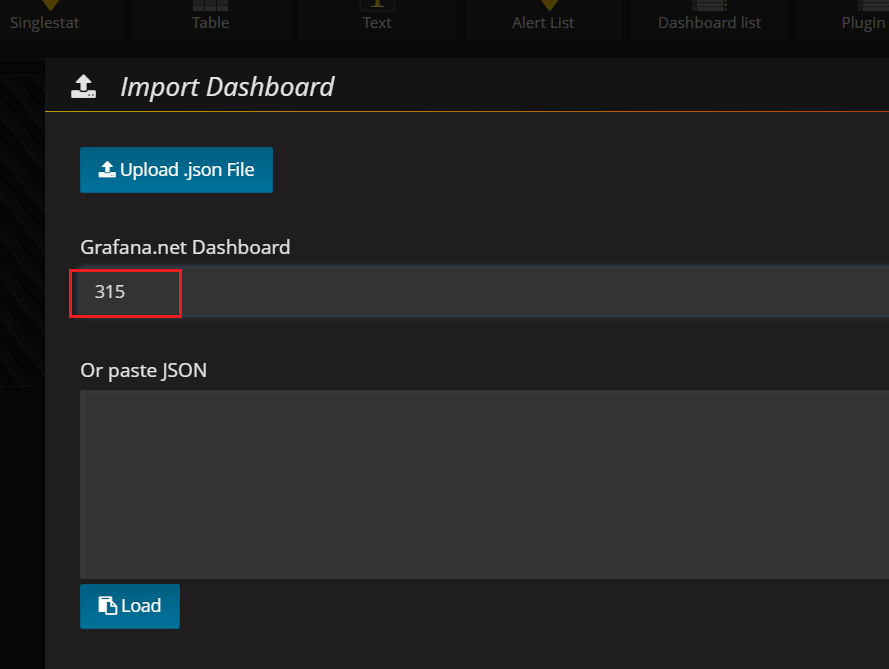 Singlestat Table Text Alert List Dashboard list Plugin
Import Dashboard
Upload .json File
Grafana.net Dashboard
315
Or paste JSON
Load